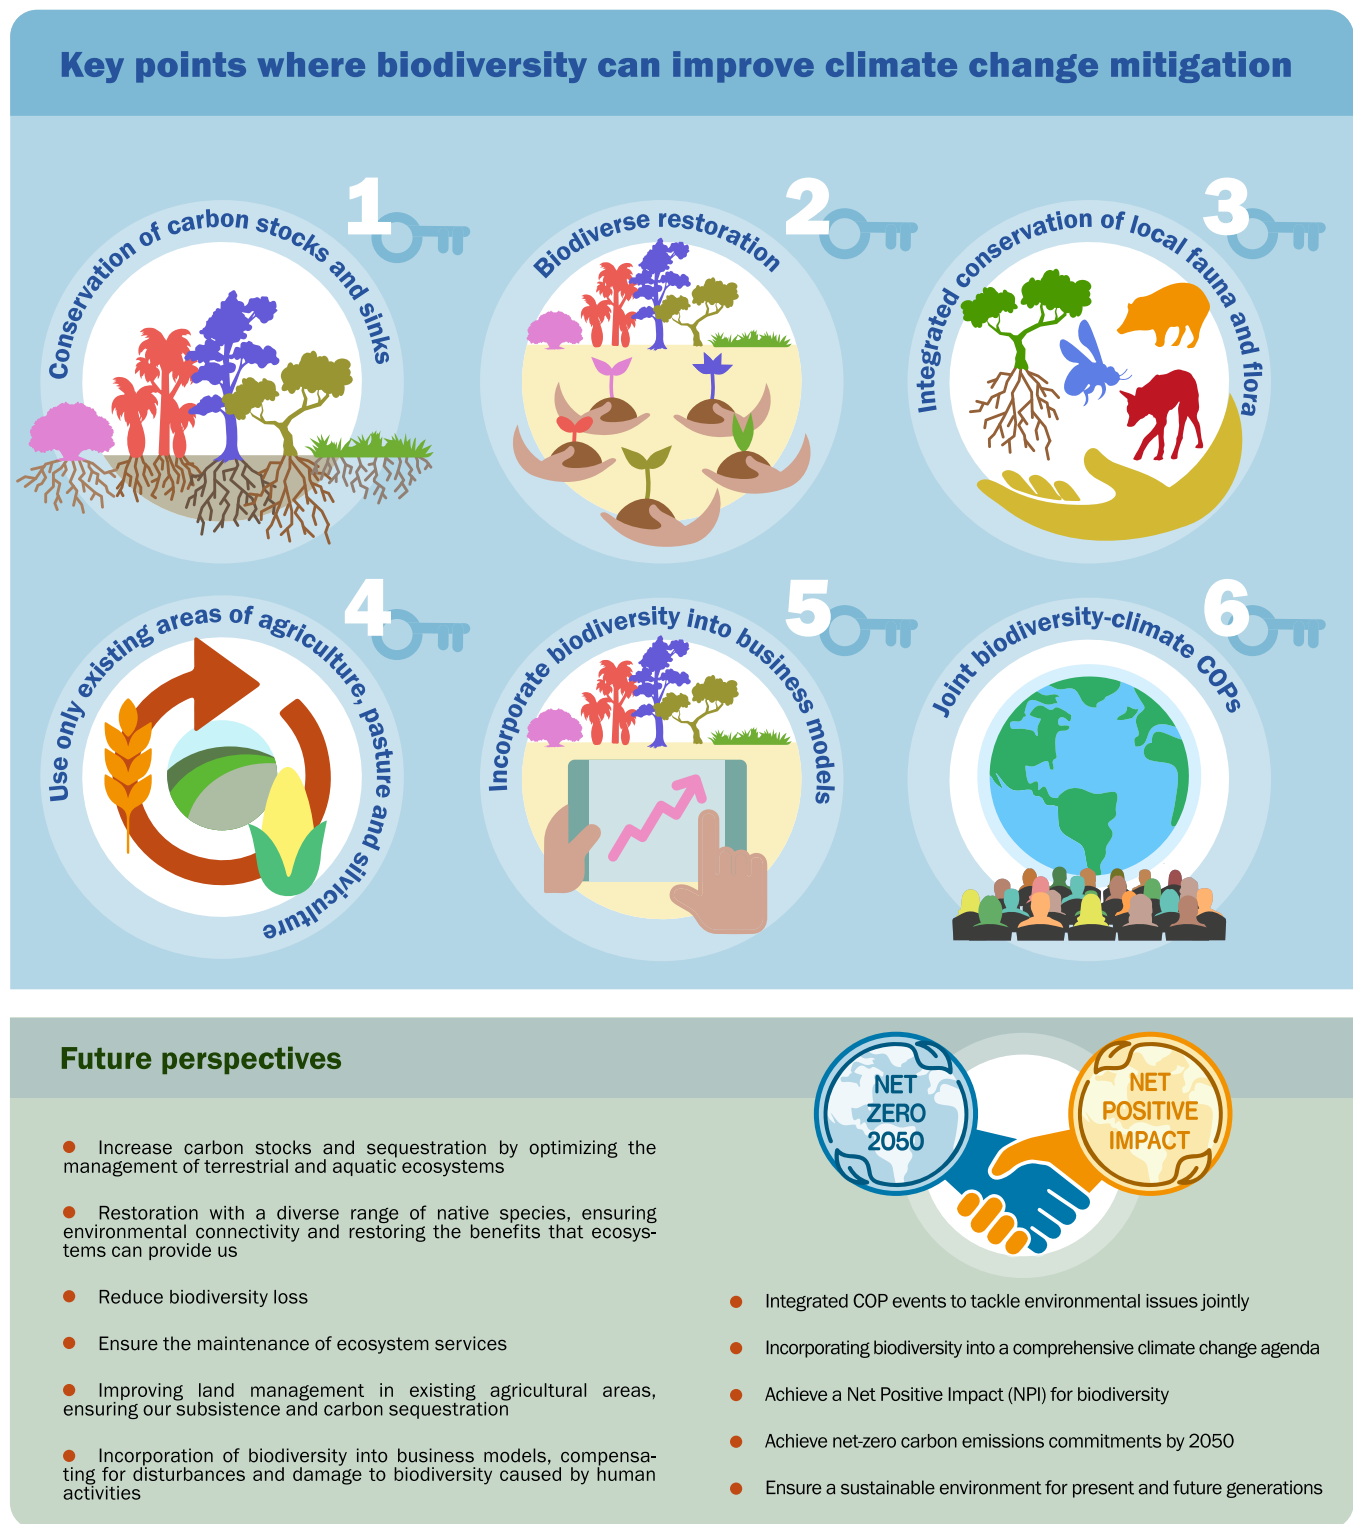 Key points where biodiversity can improve climate change mitigation
1
Conservation of carbon stocks and sinks
2
Biodiverse restoration
3
Integrated conservation of local fauna and flora
4
Use only existing areas of agriculture, pasture and silviculture
5
Incorporate biodiversity into business models
6
Joint biodiversity-climate COPs
Future perspectives
NET
ZERO
2050
NET
POSITIVE
IMPACT
Increase carbon stocks and sequestration by optimizing the
management of terrestrial and aquatic ecosystems
Restoration with a diverse range of native species, ensuring
environmental connectivity and restoring the benefits that ecosys-
tems can provide us
Reduce biodiversity loss
Ensure the maintenance of ecosystem services
Improving land management in existing agricultural areas,
ensuring our subsistence and carbon sequestration
Incorporation of biodiversity into business models, compensa-
ting for disturbances and damage to biodiversity caused by human
activities
Integrated COP events to tackle environmental issues jointly
Incorporating biodiversity into a comprehensive climate change agenda
Achieve a Net Positive Impact (NPI) for biodiversity
Achieve net-zero carbon emissions commitments by 2050
Ensure a sustainable environment for present and future generations